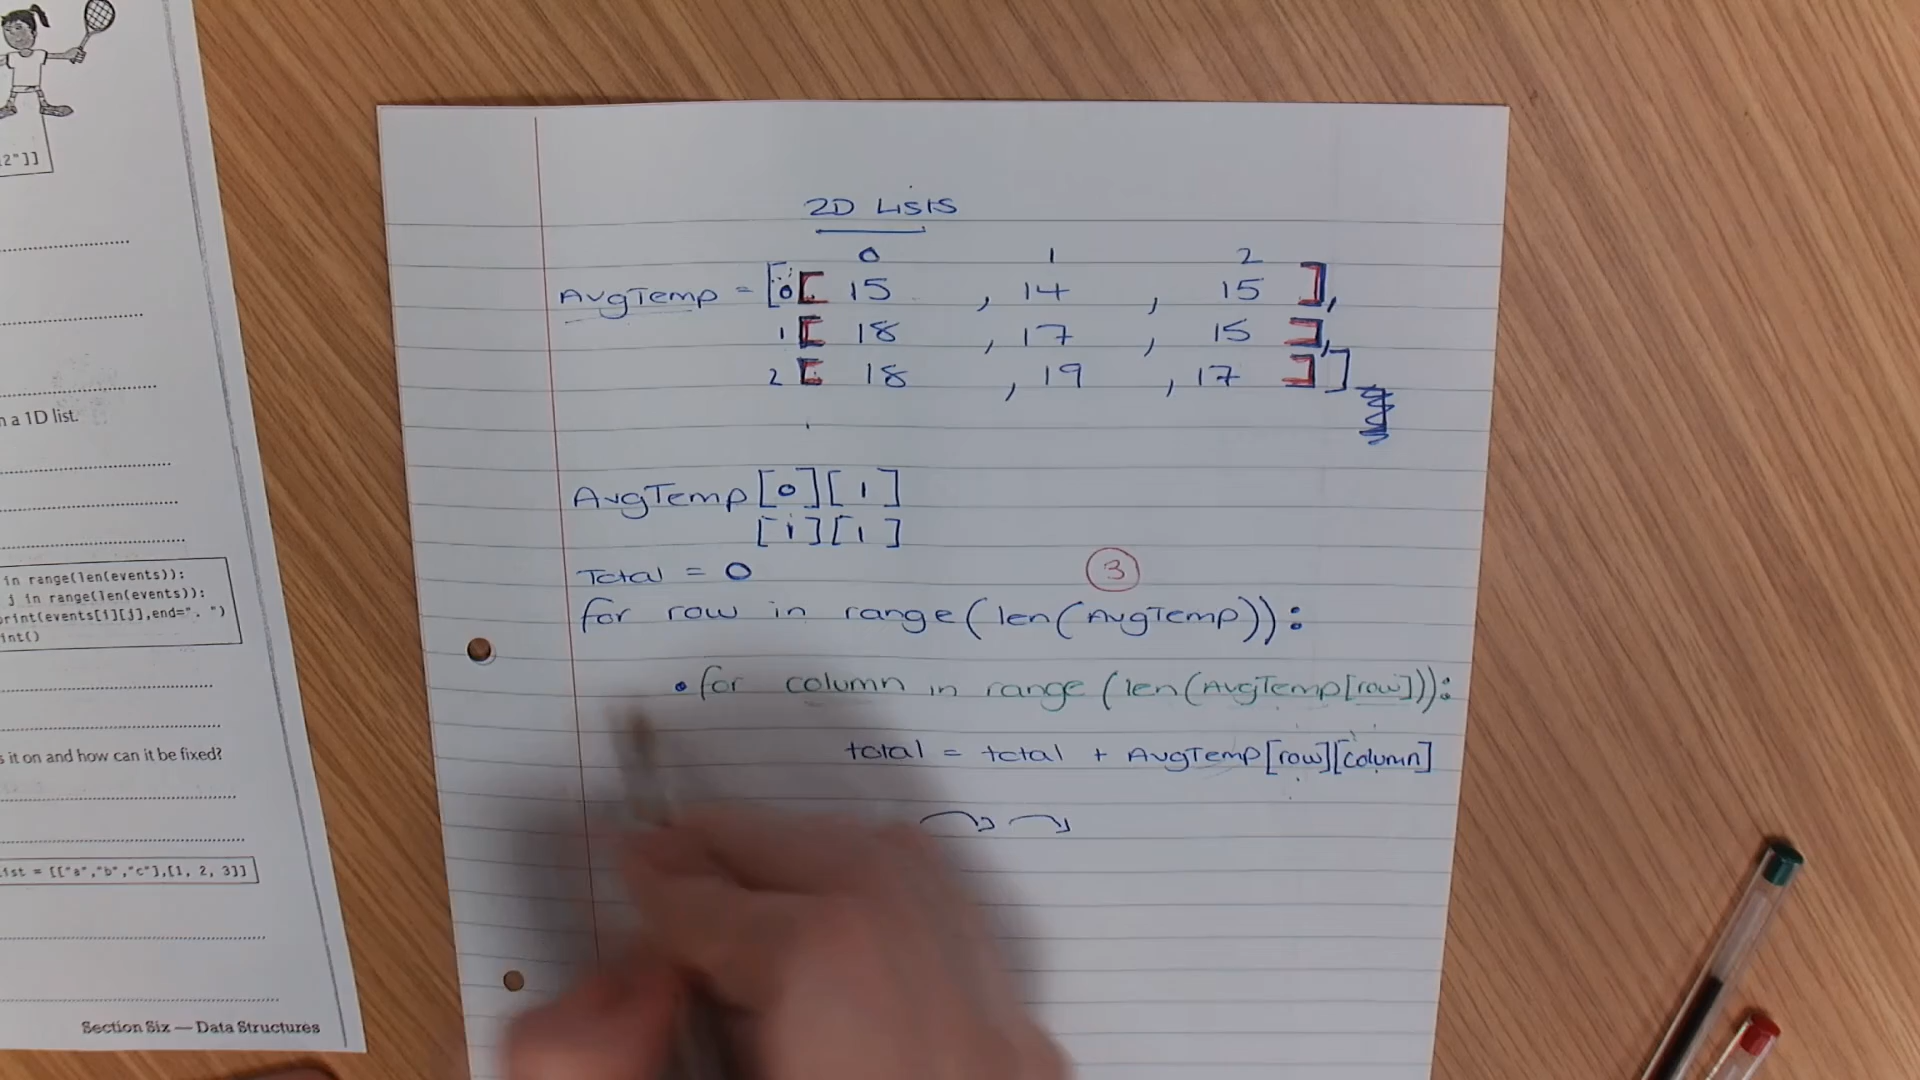 2"]]
n a 1D list.
in range(len(events)):
j in range(len(events)):
print(events[i][j],end=". ")
int()
s it on and how can it be fixed?
ist = [["a","b","c"],[1, 2, 3]]
Section Six — Data Structures
2D Lists
0 1 2
AvgTemp = [0[ 15 , 14 , 15 ],
1[ 18 , 17 , 15 ],
2 [ 18 , 19 , 17 ]]
AvgTemp[0][1]
[1][1]
Total = 0
3
for row in range(len(AvgTemp)):
for column in range (len(AvgTemp[row])):
total = total + AvgTemp[row][column]